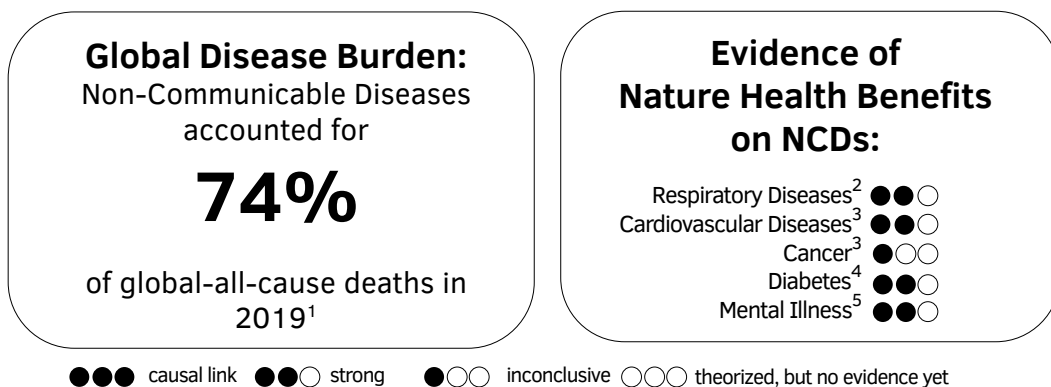 Global Disease Burden:
Non-Communicable Diseases
accounted for
74%
of global-all-cause deaths in
2019¹
Evidence of
Nature Health Benefits
on NCDs:
Respiratory Diseases² ●●○
Cardiovascular Diseases³ ●●○
Cancer³ ●○○
Diabetes⁴ ●●○
Mental Illness⁵ ●●○
●●● causal link ●●○ strong ●○○ inconclusive ○○○ theorized, but no evidence yet